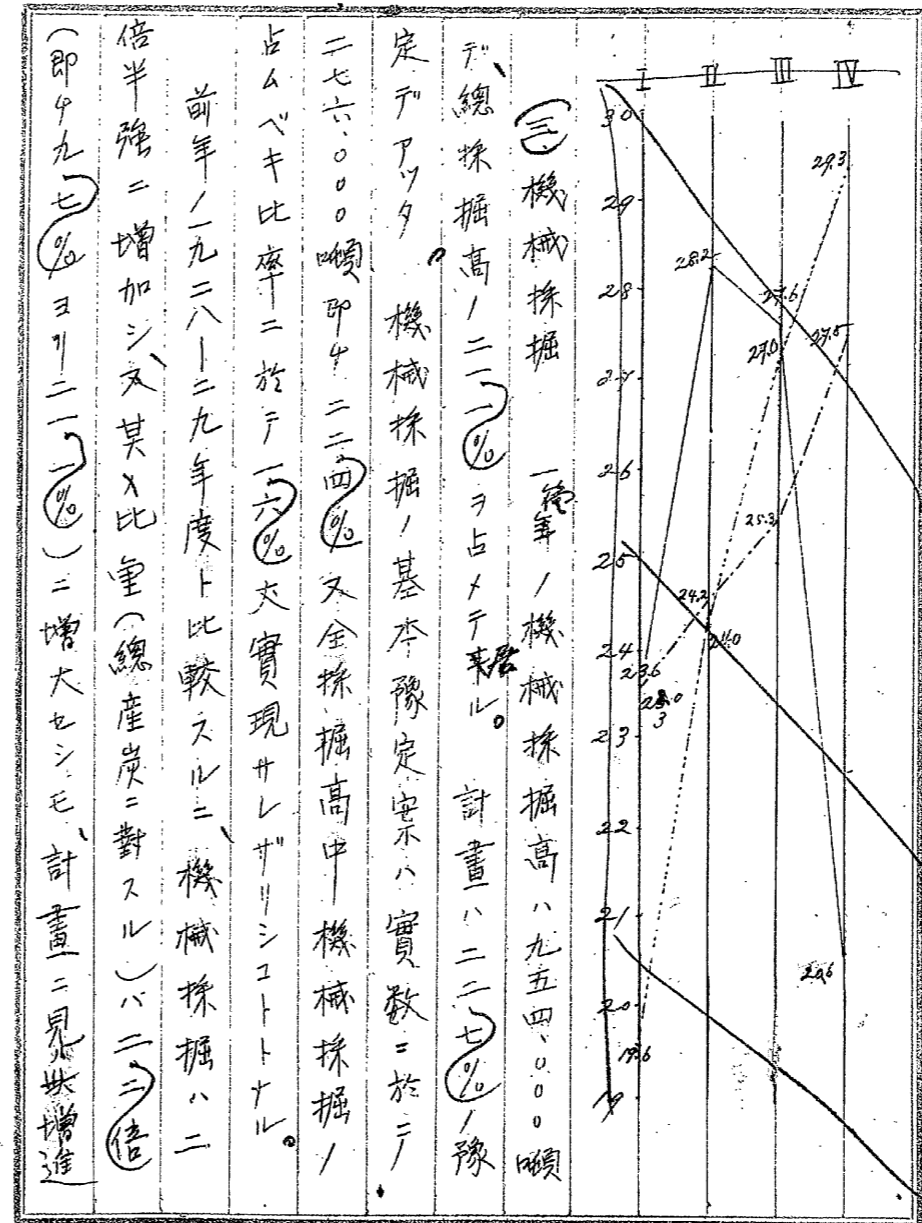 I II III IV
30
29
28
27
26
25
24
23
22
21
20
19
29.3
28.2
27.6
27.0
27.5
25.3
24.2
24.0
23.6
20.6
19.6
(三)機械採掘 一ヶ年ノ機械採掘高ハ九五四、〇〇〇噸
デ、總採掘高ノ二一、一%ヲ占メテ居ル。計畫ハ二二、七%ノ豫
定デアツタ。機械採掘ノ基本豫定案ハ實数ニ於テ
二七六、〇〇〇噸即チ二二、四%又全採掘高中機械採掘ノ
占ムベキ比率ニ於テ一、六%丈實現サレザリシコトトナル。
前年ノ一九二八—二九年度ト比較スルニ、機械採掘ハ二
倍半強ニ増加シ、又其ノ比重(總産炭ニ對スル)ハ二、二倍
(即チ九、七%ヨリ二一、一%)ニ増大セシモ、計畫ニ見ル増進